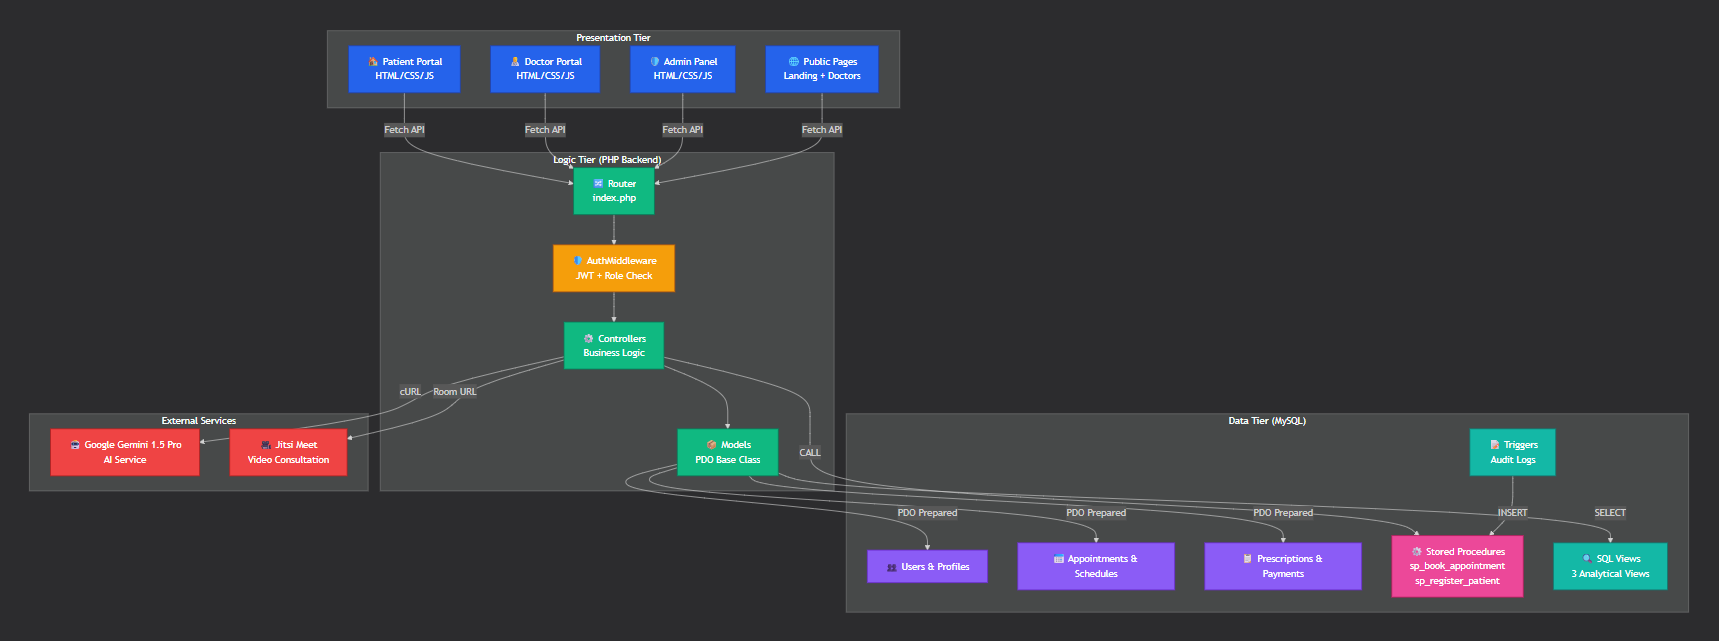 Presentation Tier
Patient Portal
HTML/CSS/JS
Doctor Portal
HTML/CSS/JS
Admin Panel
HTML/CSS/JS
Public Pages
Landing + Doctors
Fetch API
Fetch API
Fetch API
Fetch API
Logic Tier (PHP Backend)
Router
index.php
AuthMiddleware
JWT + Role Check
Controllers
Business Logic
cURL
Room URL
External Services
Google Gemini 1.5 Pro
AI Service
Jitsi Meet
Video Consultation
Models
PDO Base Class
CALL
Data Tier (MySQL)
Triggers
Audit Logs
PDO Prepared
PDO Prepared
PDO Prepared
INSERT
SELECT
Users & Profiles
Appointments &
Schedules
Prescriptions &
Payments
Stored Procedures
sp_book_appointment
sp_register_patient
SQL Views
3 Analytical Views